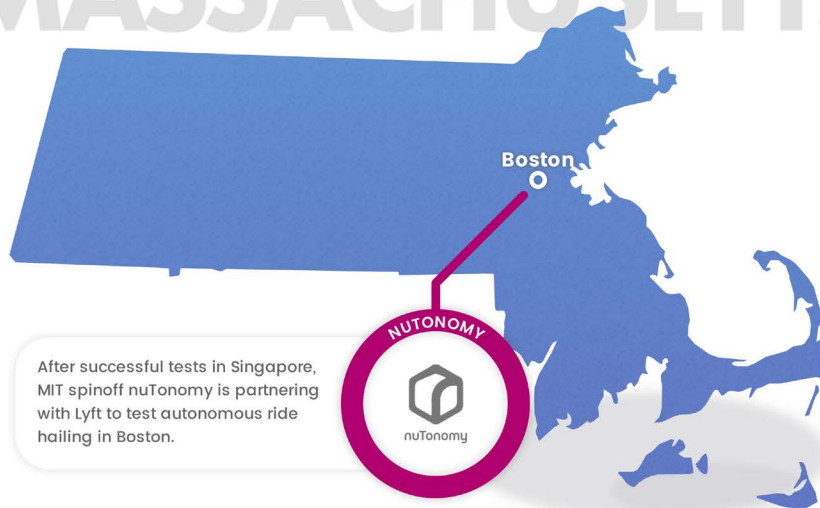 MASSACHUSETTS
Boston
NUTONOMY
After successful tests in Singapore,
MIT spinoff nuTonomy is partnering
with Lyft to test autonomous ride
hailing in Boston.
nuTonomy